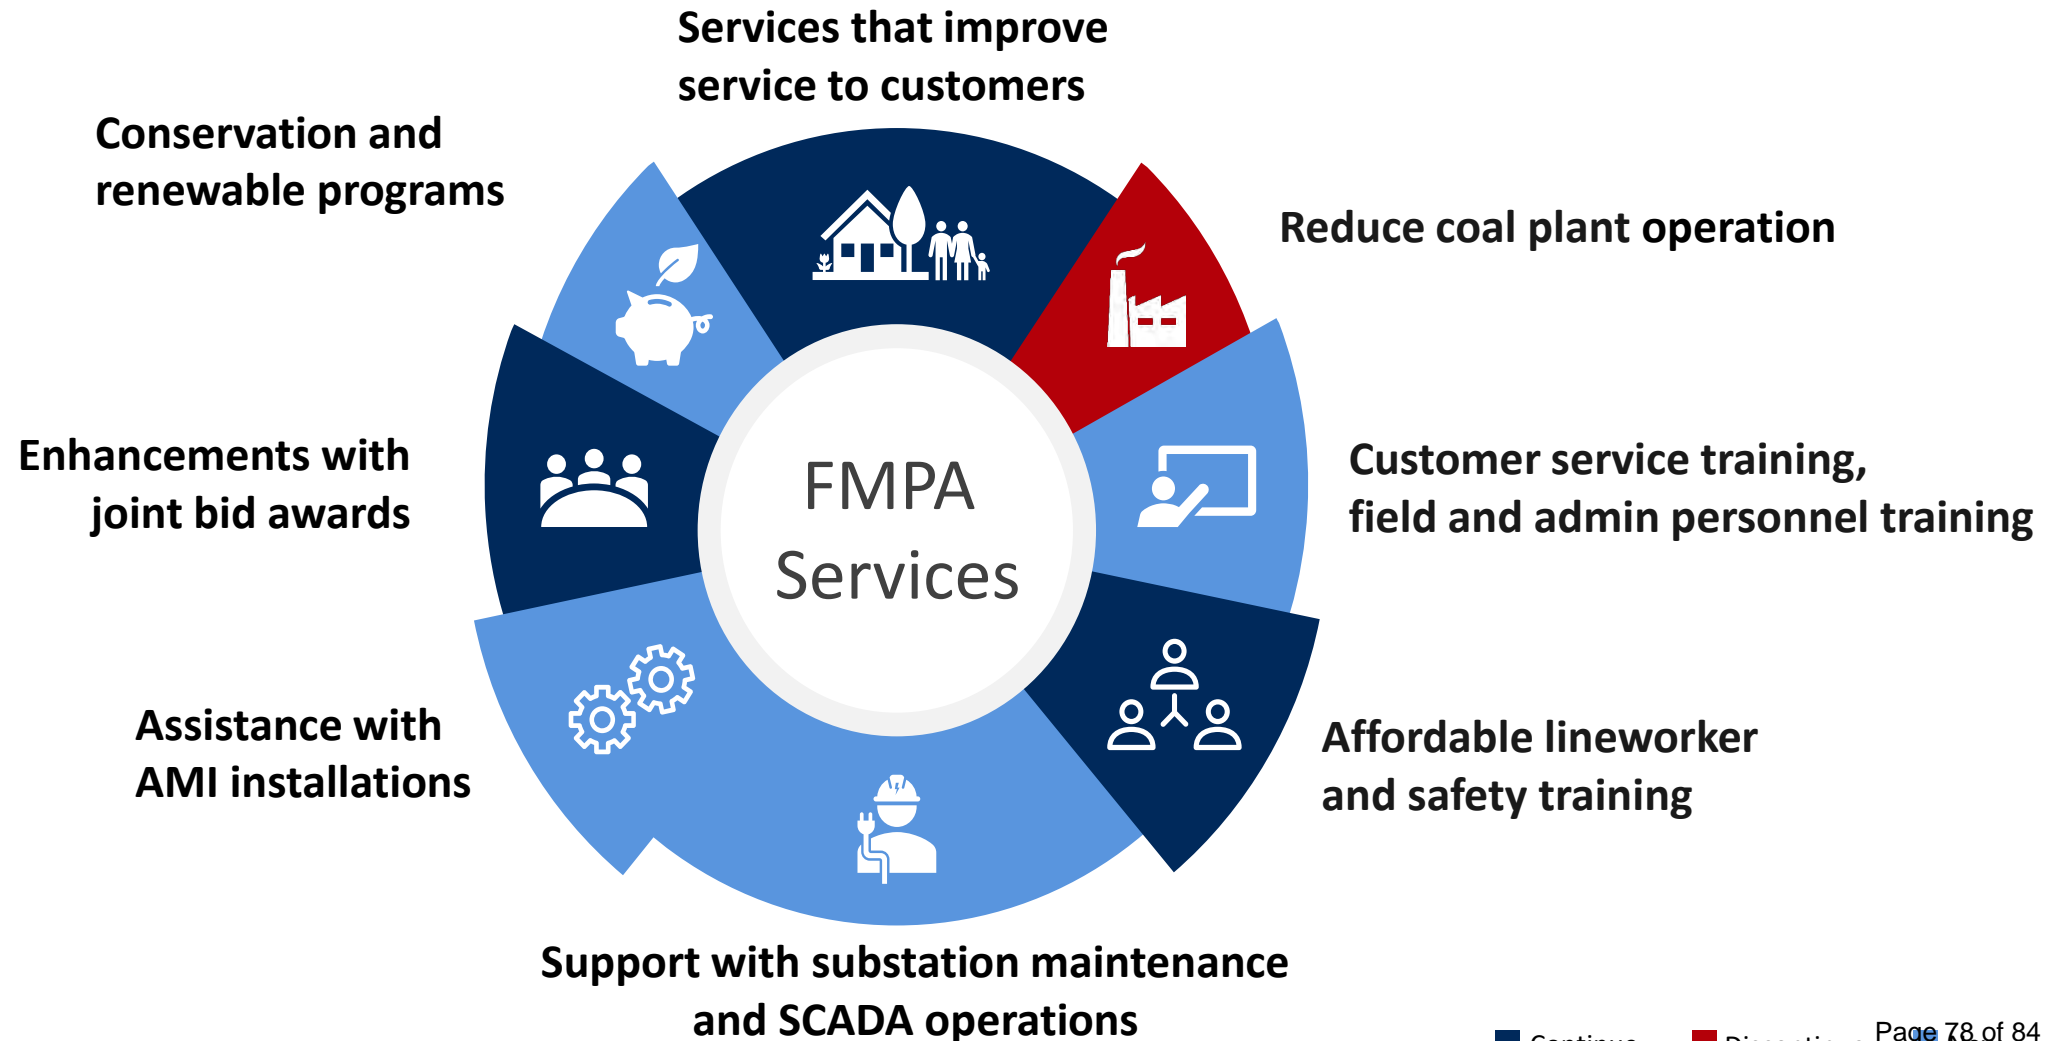 Services that improve
service to customers
Conservation and
renewable programs
Reduce coal plant operation
Enhancements with
joint bid awards
FMPA
Services
Customer service training,
field and admin personnel training
Assistance with
AMI installations
Affordable lineworker
and safety training
Support with substation maintenance
and SCADA operations
Continue
Discontinue
Page 78 of 84